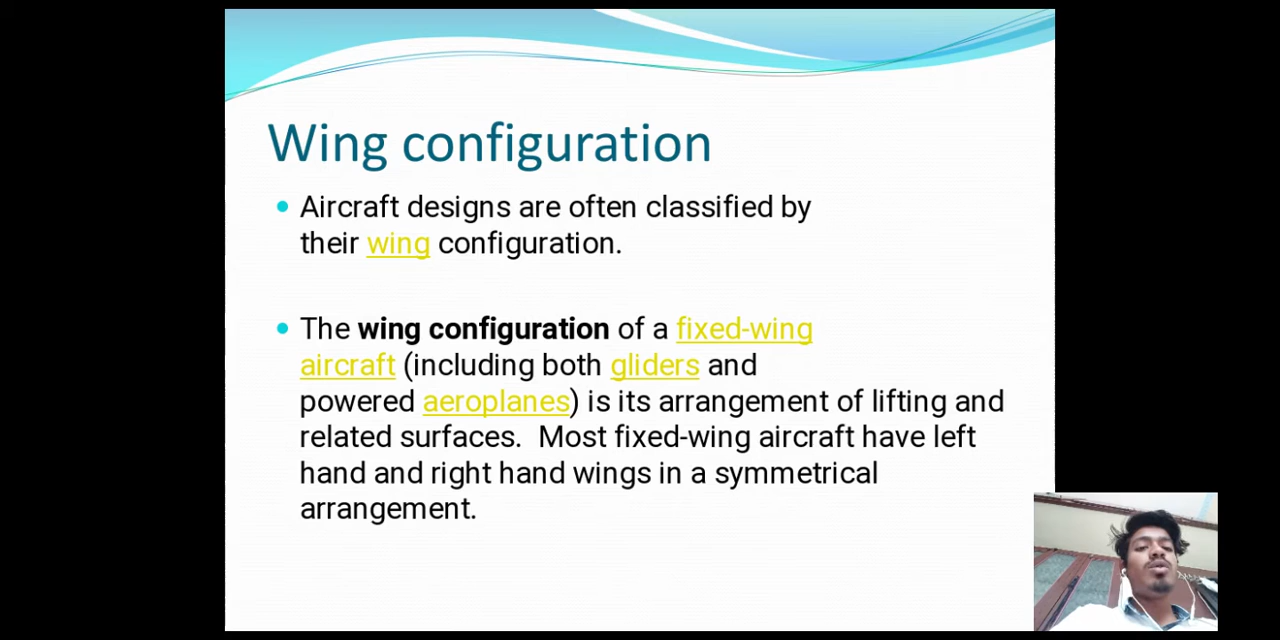 Wing configuration
Aircraft designs are often classified by
their wing configuration.
The wing configuration of a fixed-wing
aircraft (including both gliders and
powered aeroplanes) is its arrangement of lifting and
related surfaces.  Most fixed-wing aircraft have left
hand and right hand wings in a symmetrical
arrangement.